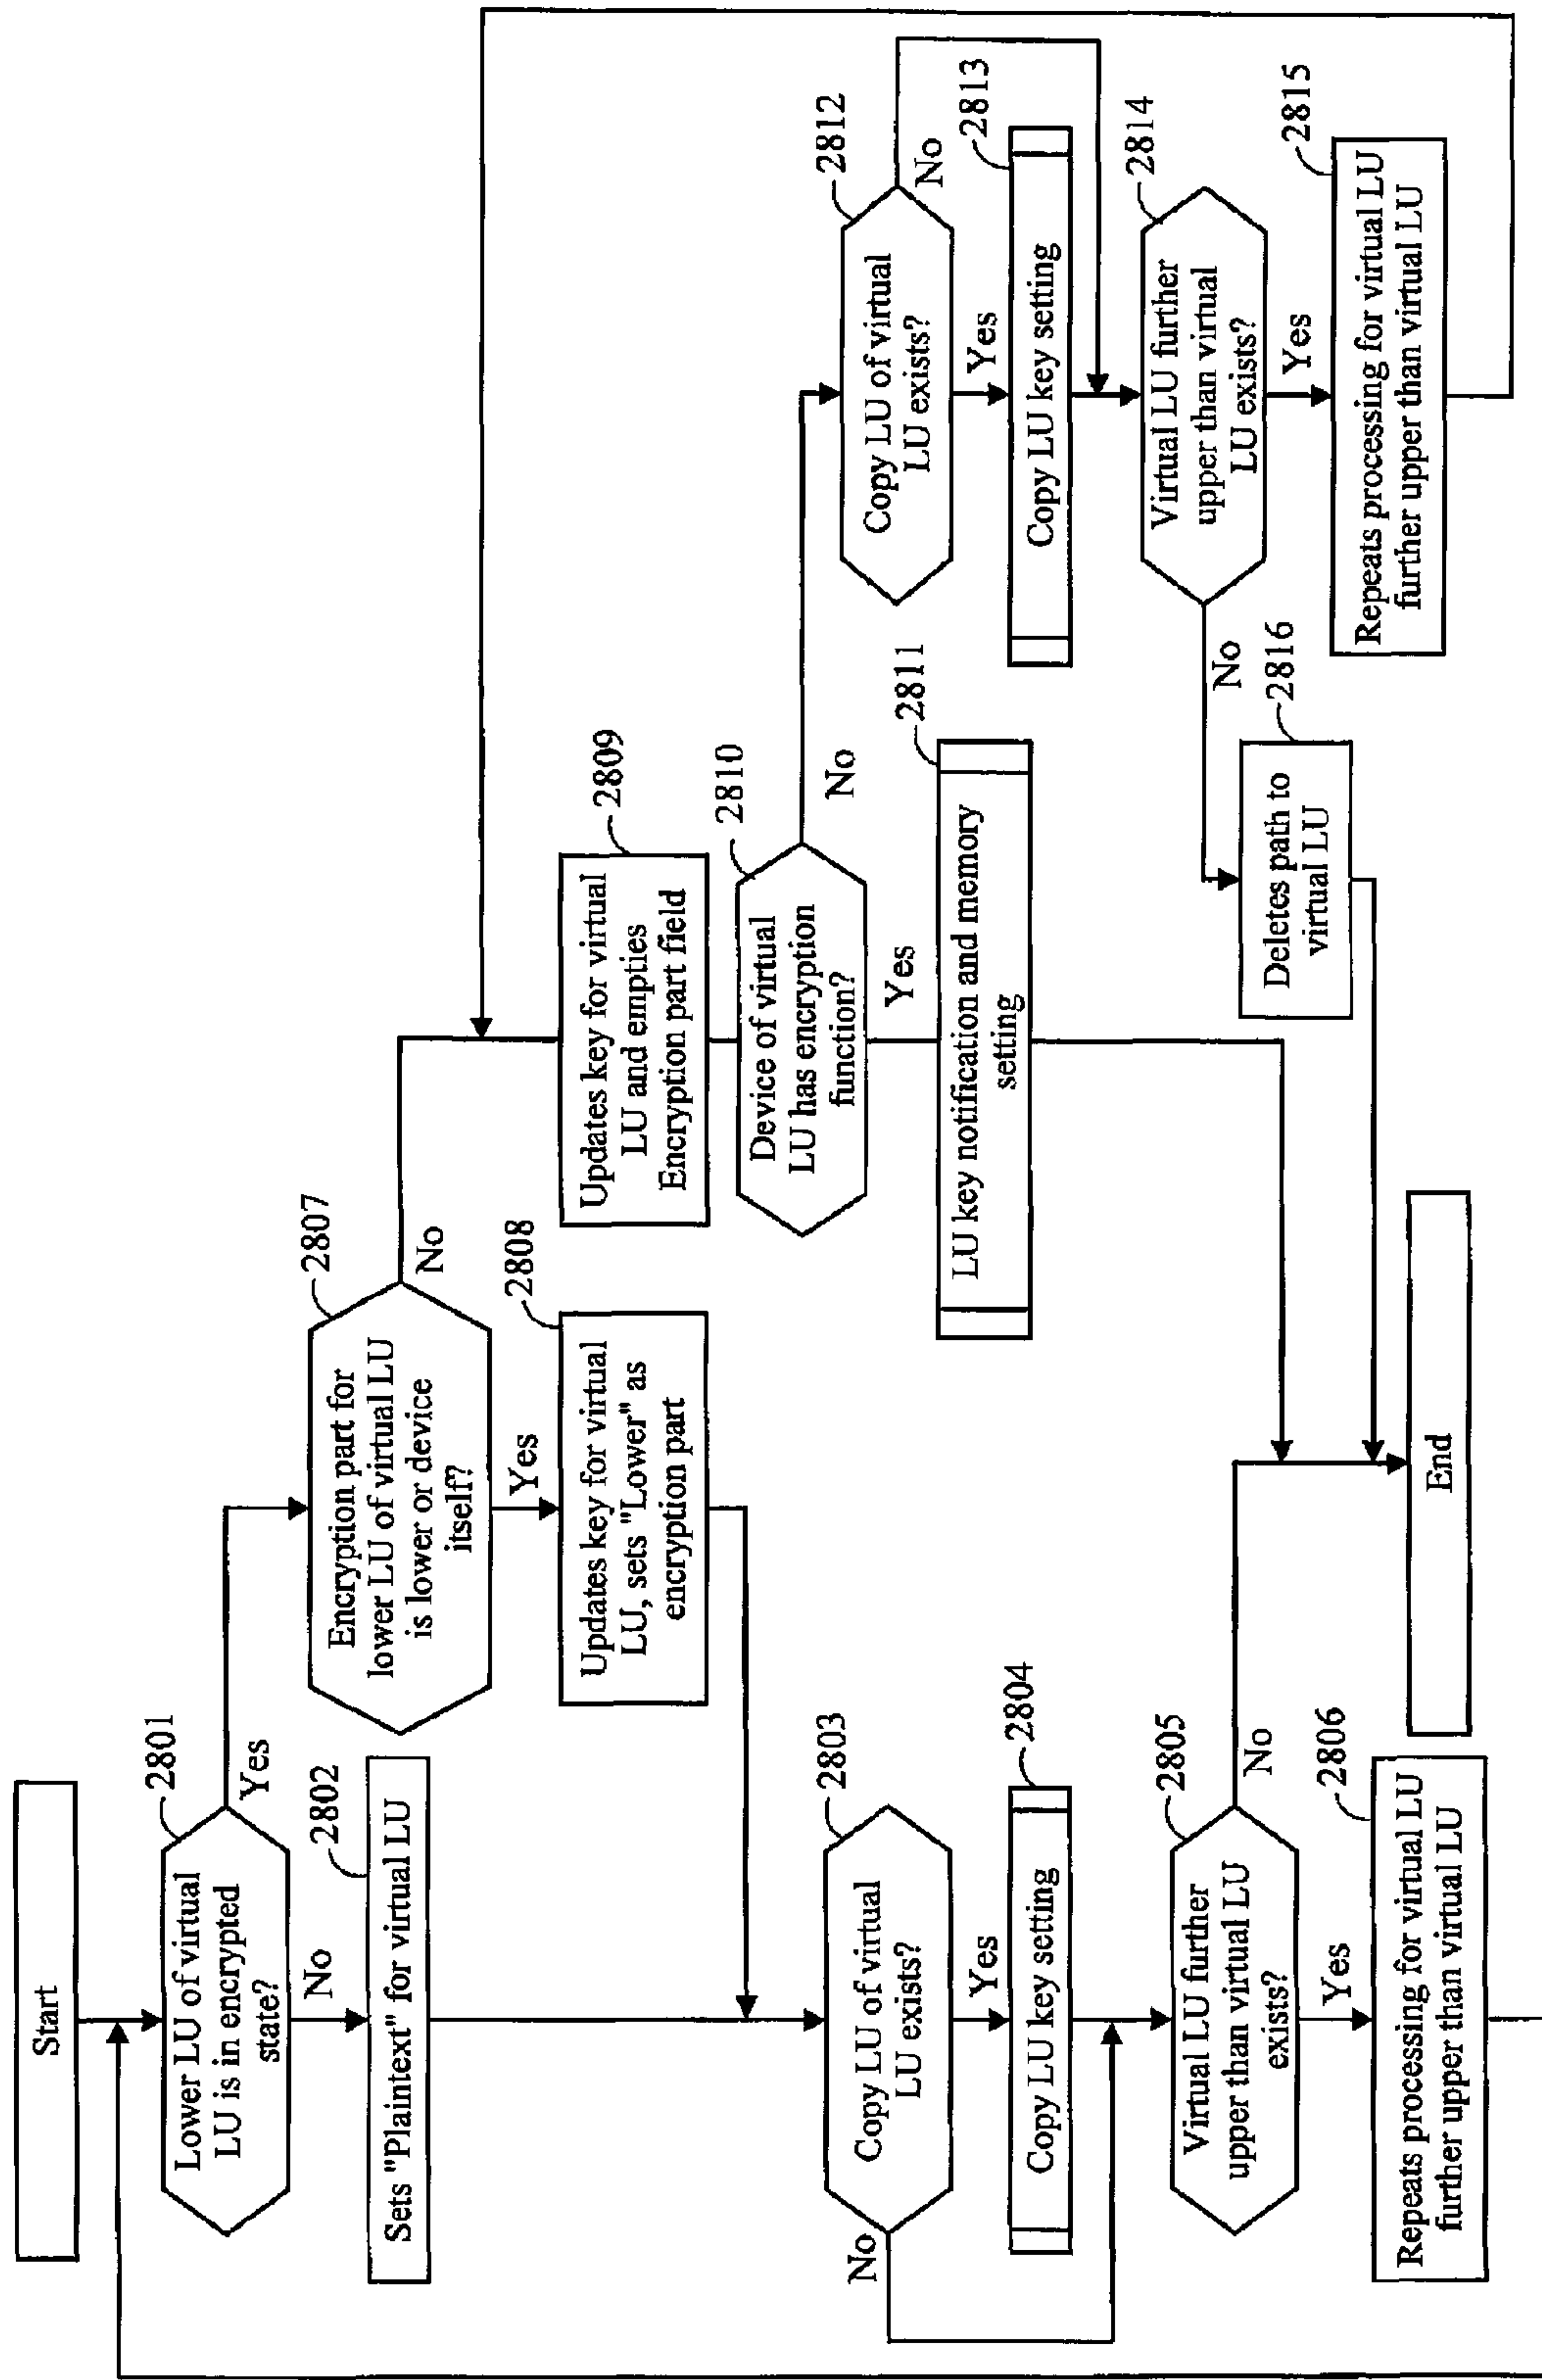 Start
2801
Lower LU of virtual
LU is in encrypted
state?
Yes
No
2802
Sets "Plaintext" for virtual LU
2803
Copy LU of virtual
LU exists?
No
Yes
2804
Copy LU key setting
2805
Virtual LU further
upper than virtual LU
exists?
No
Yes
2806
Repeats processing for virtual LU
further upper than virtual LU
2807
Encryption part for
lower LU of virtual LU
is lower or device
itself?
No
Yes
2808
Updates key for virtual
LU, sets "Lower" as
encryption part
2809
Updates key for virtual
LU and empties
Encryption part field
2810
Device of virtual
LU has encryption
function?
No
Yes
2811
LU key notification and memory
setting
2812
Copy LU of virtual
LU exists?
No
Yes
2813
Copy LU key setting
2814
Virtual LU further
upper than virtual
LU exists?
No
Yes
2815
Repeats processing for virtual LU
further upper than virtual LU
2816
Deletes path to
virtual LU
End